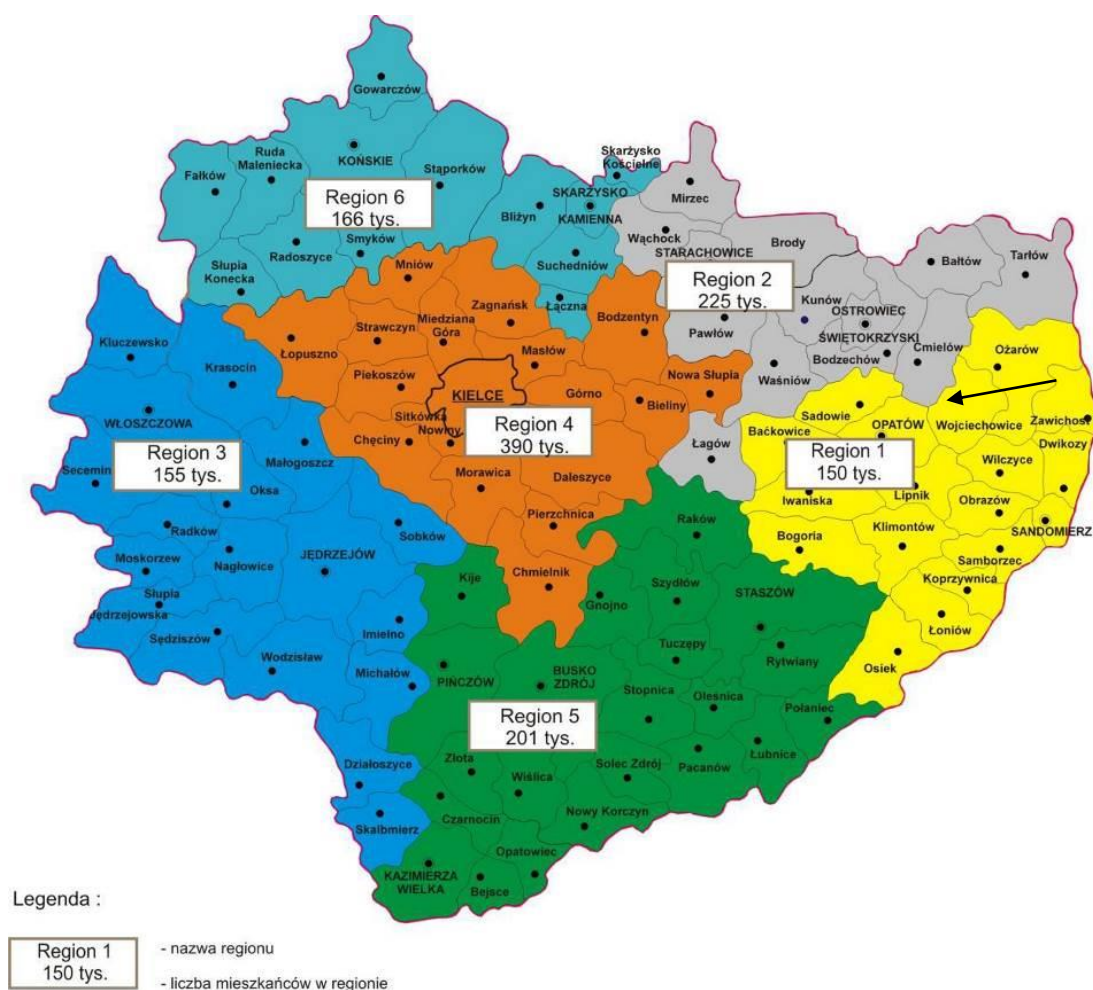 Gowarczów
Ruda
Maleniecka
KOŃSKIE
Fałków
Stąporków
Region 6
166 tys.
Smyków
Radoszyce
Słupia
Konecka
Skarżysko
Kościelne
SKARŻYSKO
KAMIENNA
Bliżyn
Suchedniów
Łączna
Mirzec
Wąchock
STARACHOWICE
Brody
Region 2
225 tys.
Pawłów
Kunów
OSTROWIEC
ŚWIĘTOKRZYSKI
Bodzechów
Ćmielów
Waśniów
Bałtów
Tarłów
Łagów
Mniów
Zagnańsk
Bodzentyn
Strawczyn
Miedziana
Góra
Łopuszno
Masłów
Piekoszów
KIELCE
Górno
Nowa Słupia
Bieliny
Sitkówka
Nowiny
Chęciny
Region 4
390 tys.
Morawica
Daleszyce
Pierzchnica
Chmielnik
Kluczewsko
Krasocin
WŁOSZCZOWA
Region 3
155 tys.
Małogoszcz
Secemin
Oksa
Radków
Sobków
Moskorzew
Nagłowice
JĘDRZEJÓW
Słupia
Jędrzejowska
Sędziszów
Imielno
Wodzisław
Michałów
Działoszyce
Skalbmierz
Ożarów
Sadowie
OPATÓW
Wojciechowice
Zawichost
Baćkowice
Dwikozy
Region 1
150 tys.
Wilczyce
Iwaniska
Lipnik
Obrazów
SANDOMIERZ
Klimontów
Bogoria
Samborzec
Koprzywnica
Łoniów
Osiek
Raków
Kije
Szydłów
Gnojno
STASZÓW
Tuczępy
Rytwiany
PIŃCZÓW
BUSKO
ZDRÓJ
Stopnica
Oleśnica
Połaniec
Region 5
201 tys.
Łubnice
Pacanów
Solec Zdrój
Złota
Wiślica
Czarnocin
Nowy Korczyn
Opatowiec
KAZIMIERZA
WIELKA
Bejsce
Legenda :
Region 1
150 tys.
- nazwa regionu
- liczba mieszkańców w regionie